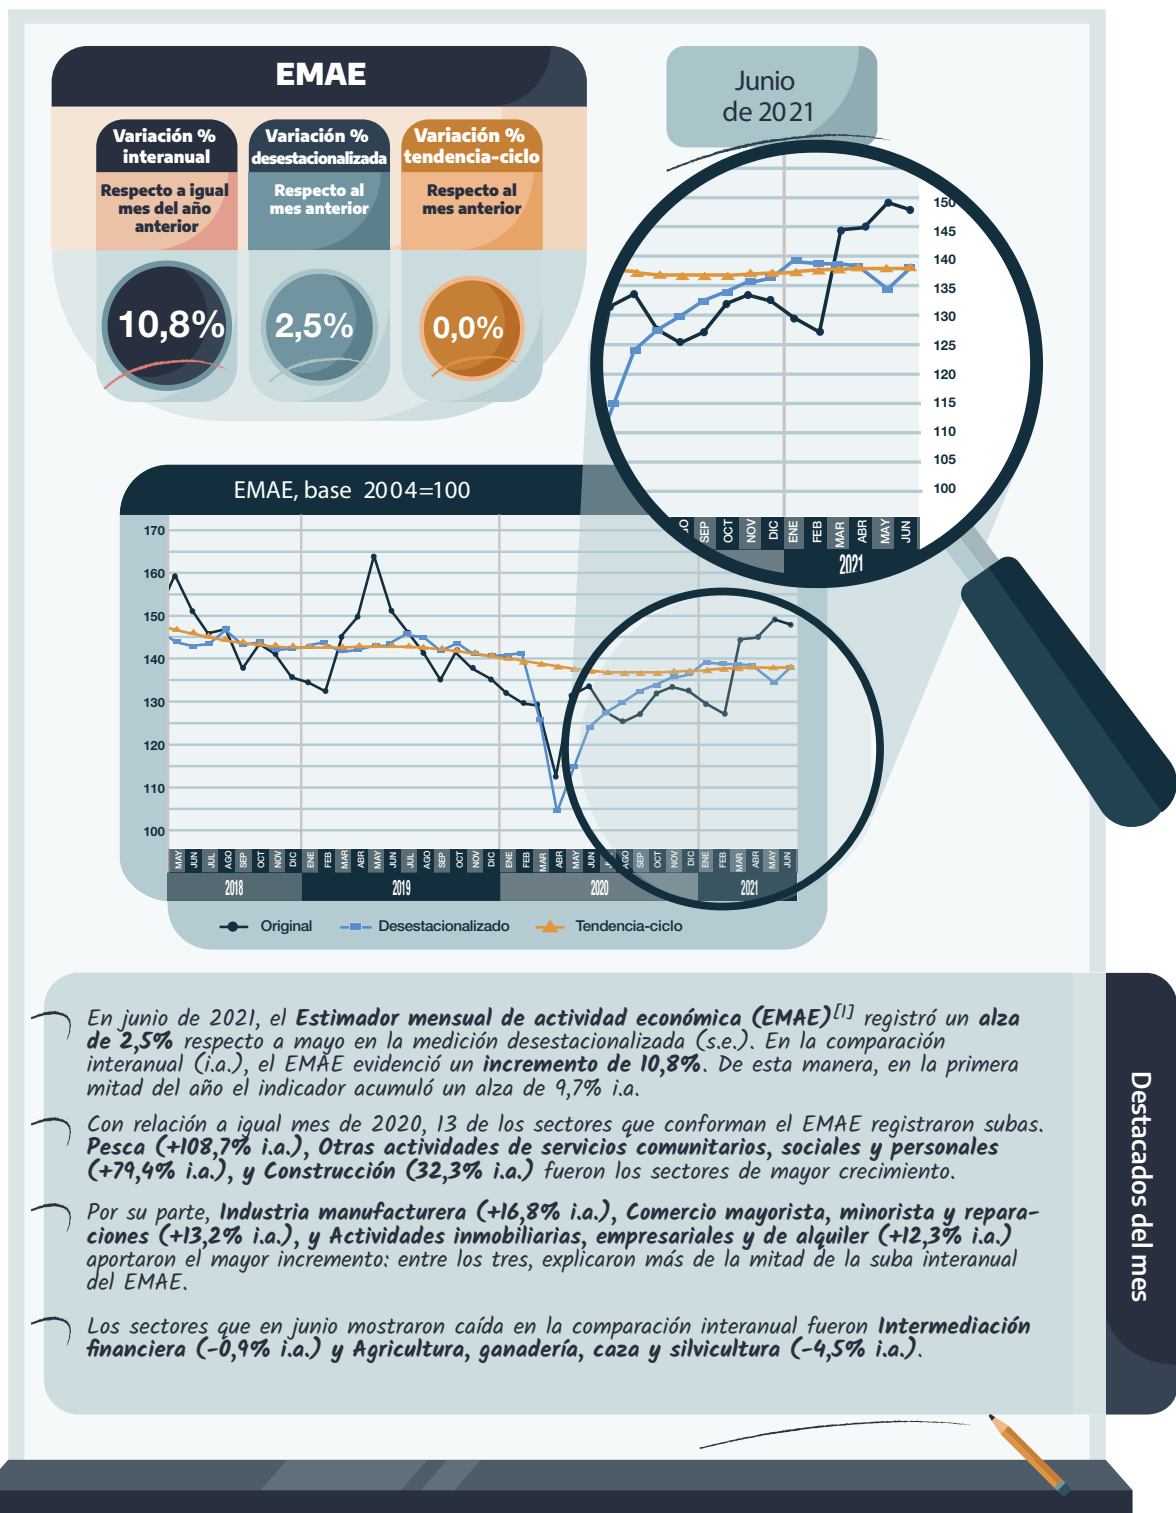 EMAE
Variación %
interanual
Respecto a igual
mes del año
anterior
10,8%
Variación %
desestacionalizada
Respecto al
mes anterior
2,5%
Variación %
tendencia-ciclo
Respecto al
mes anterior
0,0%
Junio
de 2021
150
145
140
135
130
125
120
115
110
105
100
SEP OCT NOV DIC ENE FEB MAR ABR MAY JUN
2021
EMAE, base 2004=100
170
160
150
140
130
120
110
100
MAY JUN JUL AGO SEP OCT NOV DIC ENE FEB MAR ABR MAY JUN JUL AGO SEP OCT NOV DIC ENE FEB MAR ABR MAY JUN AGO SEP OCT NOV DIC ENE FEB MAR ABR MAY JUN
2018 2019 2020 2021
Original Desestacionalizado Tendencia-ciclo
En junio de 2021, el Estimador mensual de actividad económica (EMAE)[1] registró un alza
de 2,5% respecto a mayo en la medición desestacionalizada (s.e.). En la comparación
interanual (i.a.), el EMAE evidenció un incremento de 10,8%. De esta manera, en la primera
mitad del año el indicador acumuló un alza de 9,7% i.a.
Con relación a igual mes de 2020, 13 de los sectores que conforman el EMAE registraron subas.
Pesca (+108,7% i.a.), Otras actividades de servicios comunitarios, sociales y personales
(+79,4% i.a.), y Construcción (32,3% i.a.) fueron los sectores de mayor crecimiento.
Por su parte, Industria manufacturera (+16,8% i.a.), Comercio mayorista, minorista y repara-
ciones (+13,2% i.a.), y Actividades inmobiliarias, empresariales y de alquiler (+12,3% i.a.)
aportaron el mayor incremento: entre los tres, explicaron más de la mitad de la suba interanual
del EMAE.
Los sectores que en junio mostraron caída en la comparación interanual fueron Intermediación
financiera (-0,9% i.a.) y Agricultura, ganadería, caza y silvicultura (-4,5% i.a.).
Destacados del mes